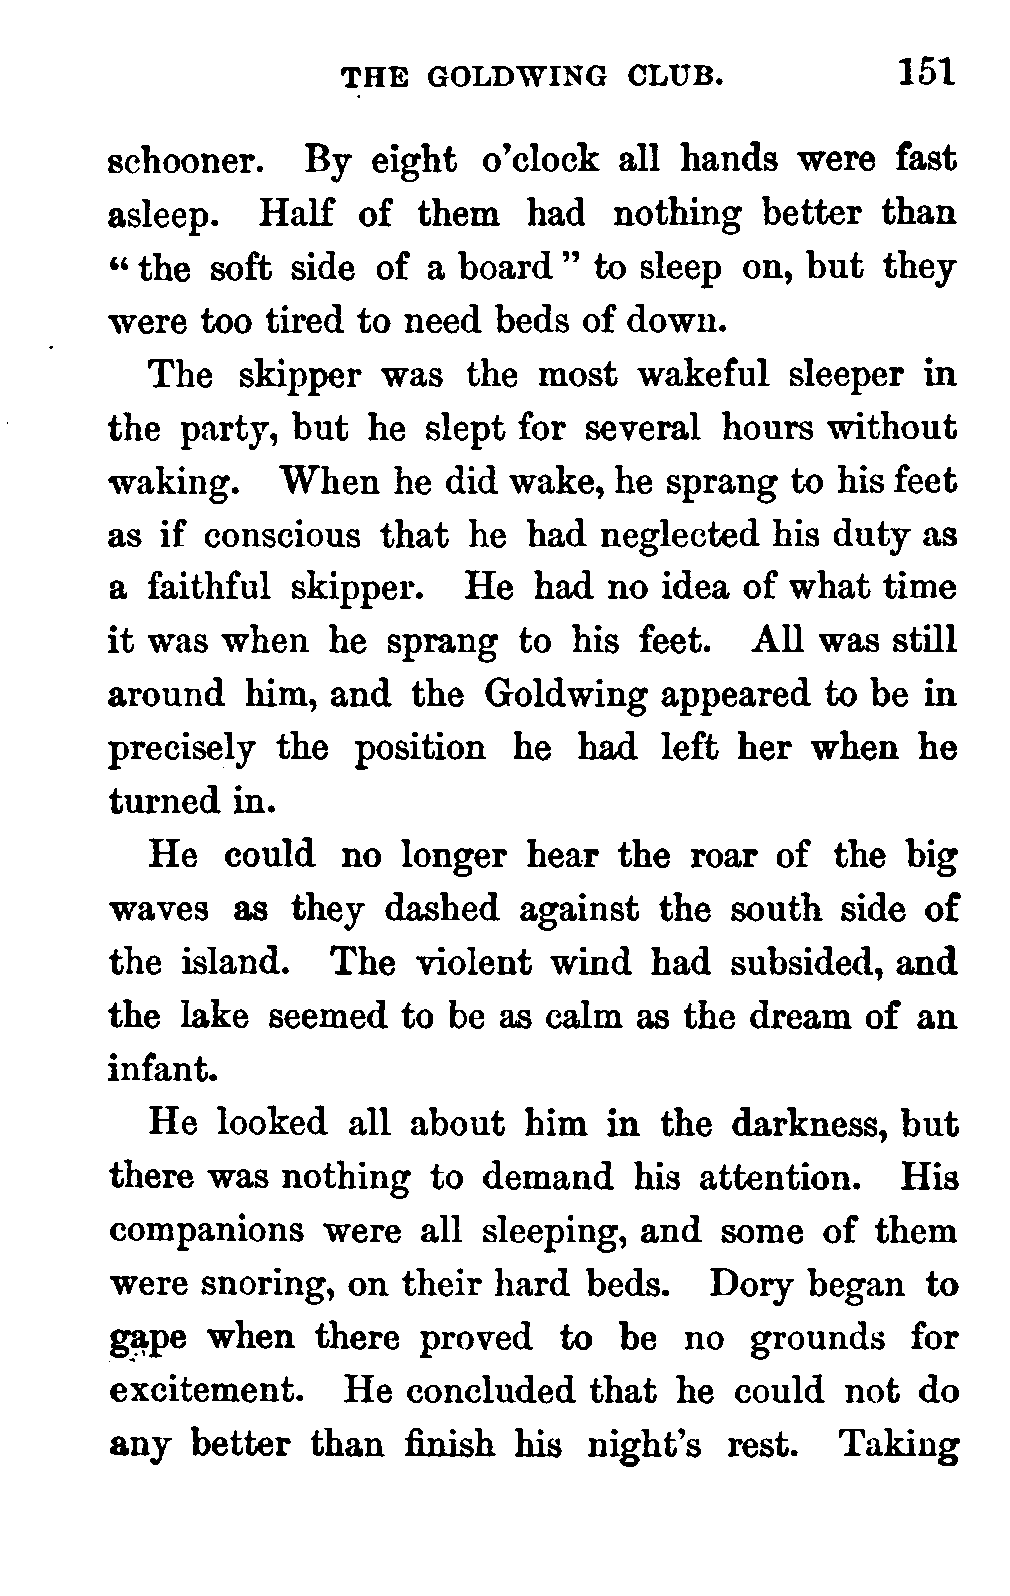 THE GOLDWING CLUB. 151
schooner. By eight o'clock all hands were fast
asleep. Half of them had nothing better than
"the soft side of a board" to sleep on, but they
were too tired to need beds of down.
The skipper was the most wakeful sleeper in
the party, but he slept for several hours without
waking. When he did wake, he sprang to his feet
as if conscious that he had neglected his duty as
a faithful skipper. He had no idea of what time
it was when he sprang to his feet. All was still
around him, and the Goldwing appeared to be in
precisely the position he had left her when he
turned in.
He could no longer hear the roar of the big
waves as they dashed against the south side of
the island. The violent wind had subsided, and
the lake seemed to be as calm as the dream of an
infant.
He looked all about him in the darkness, but
there was nothing to demand his attention. His
companions were all sleeping, and some of them
were snoring, on their hard beds. Dory began to
gape when there proved to be no grounds for
excitement. He concluded that he could not do
any better than finish his night's rest. Taking